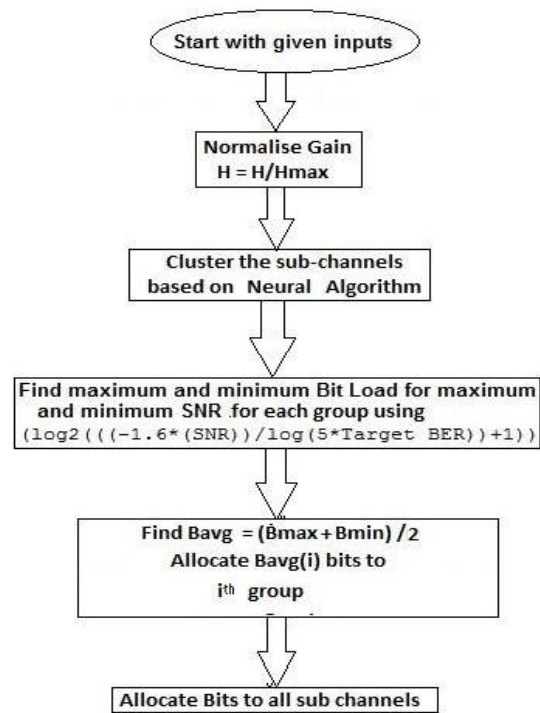 Start with given inputs
Normalise Gain
H = H/Hmax
Cluster the sub-channels
based on Neural Algorithm
Find maximum and minimum Bit Load for maximum
and minimum SNR .for each group using
(log2(((-1.6*(SNR))/log(5*Target BER))+1))
Find Bavg = (Bmax+Bmin)/2
Allocate Bavg(i) bits to
ith group
Allocate Bits to all sub channels